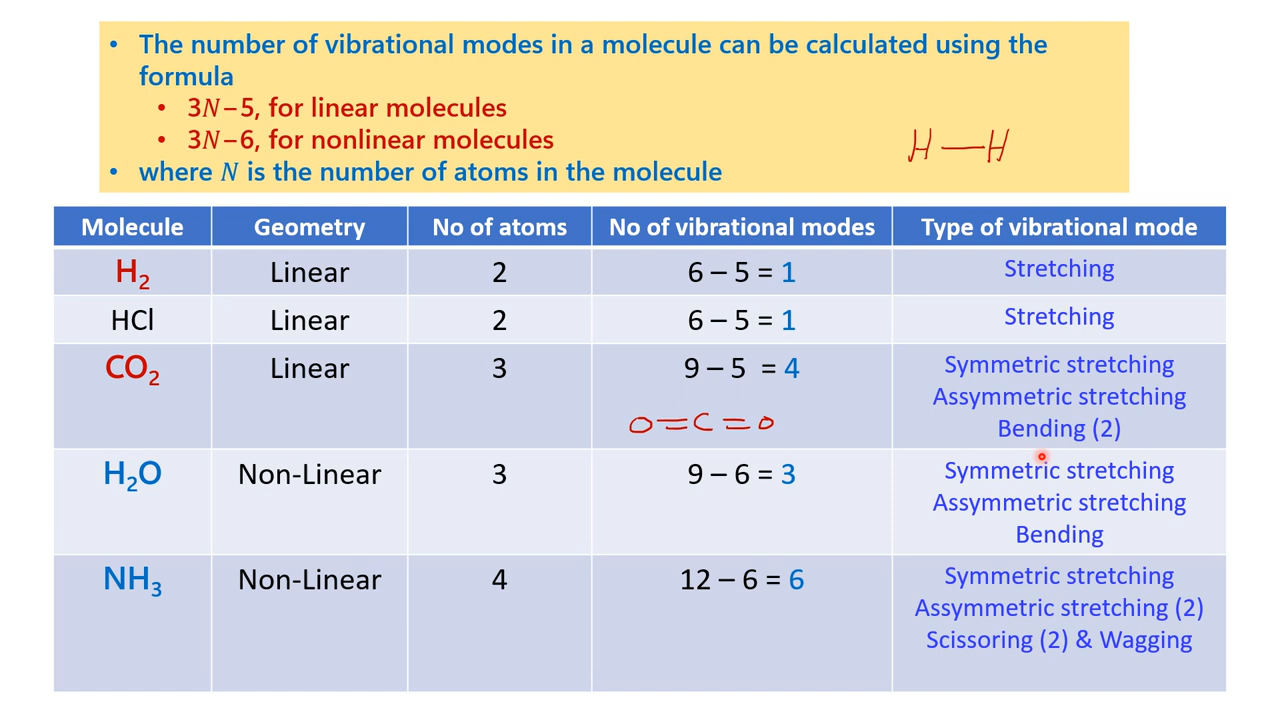 • The number of vibrational modes in a molecule can be calculated using the
formula
• 3N – 5, for linear molecules
• 3N – 6, for nonlinear molecules
• where N is the number of atoms in the molecule
H — H
Molecule Geometry No of atoms No of vibrational modes Type of vibrational mode
H₂ Linear 2 6 – 5 = 1 Stretching
HCl Linear 2 6 – 5 = 1 Stretching
CO₂ Linear 3 9 – 5 = 4 Symmetric stretching
Assymmetric stretching
O = C = O Bending (2)
H₂O Non-Linear 3 9 – 6 = 3 Symmetric stretching
Assymmetric stretching
Bending
NH₃ Non-Linear 4 12 – 6 = 6 Symmetric stretching
Assymmetric stretching (2)
Scissoring (2) & Wagging